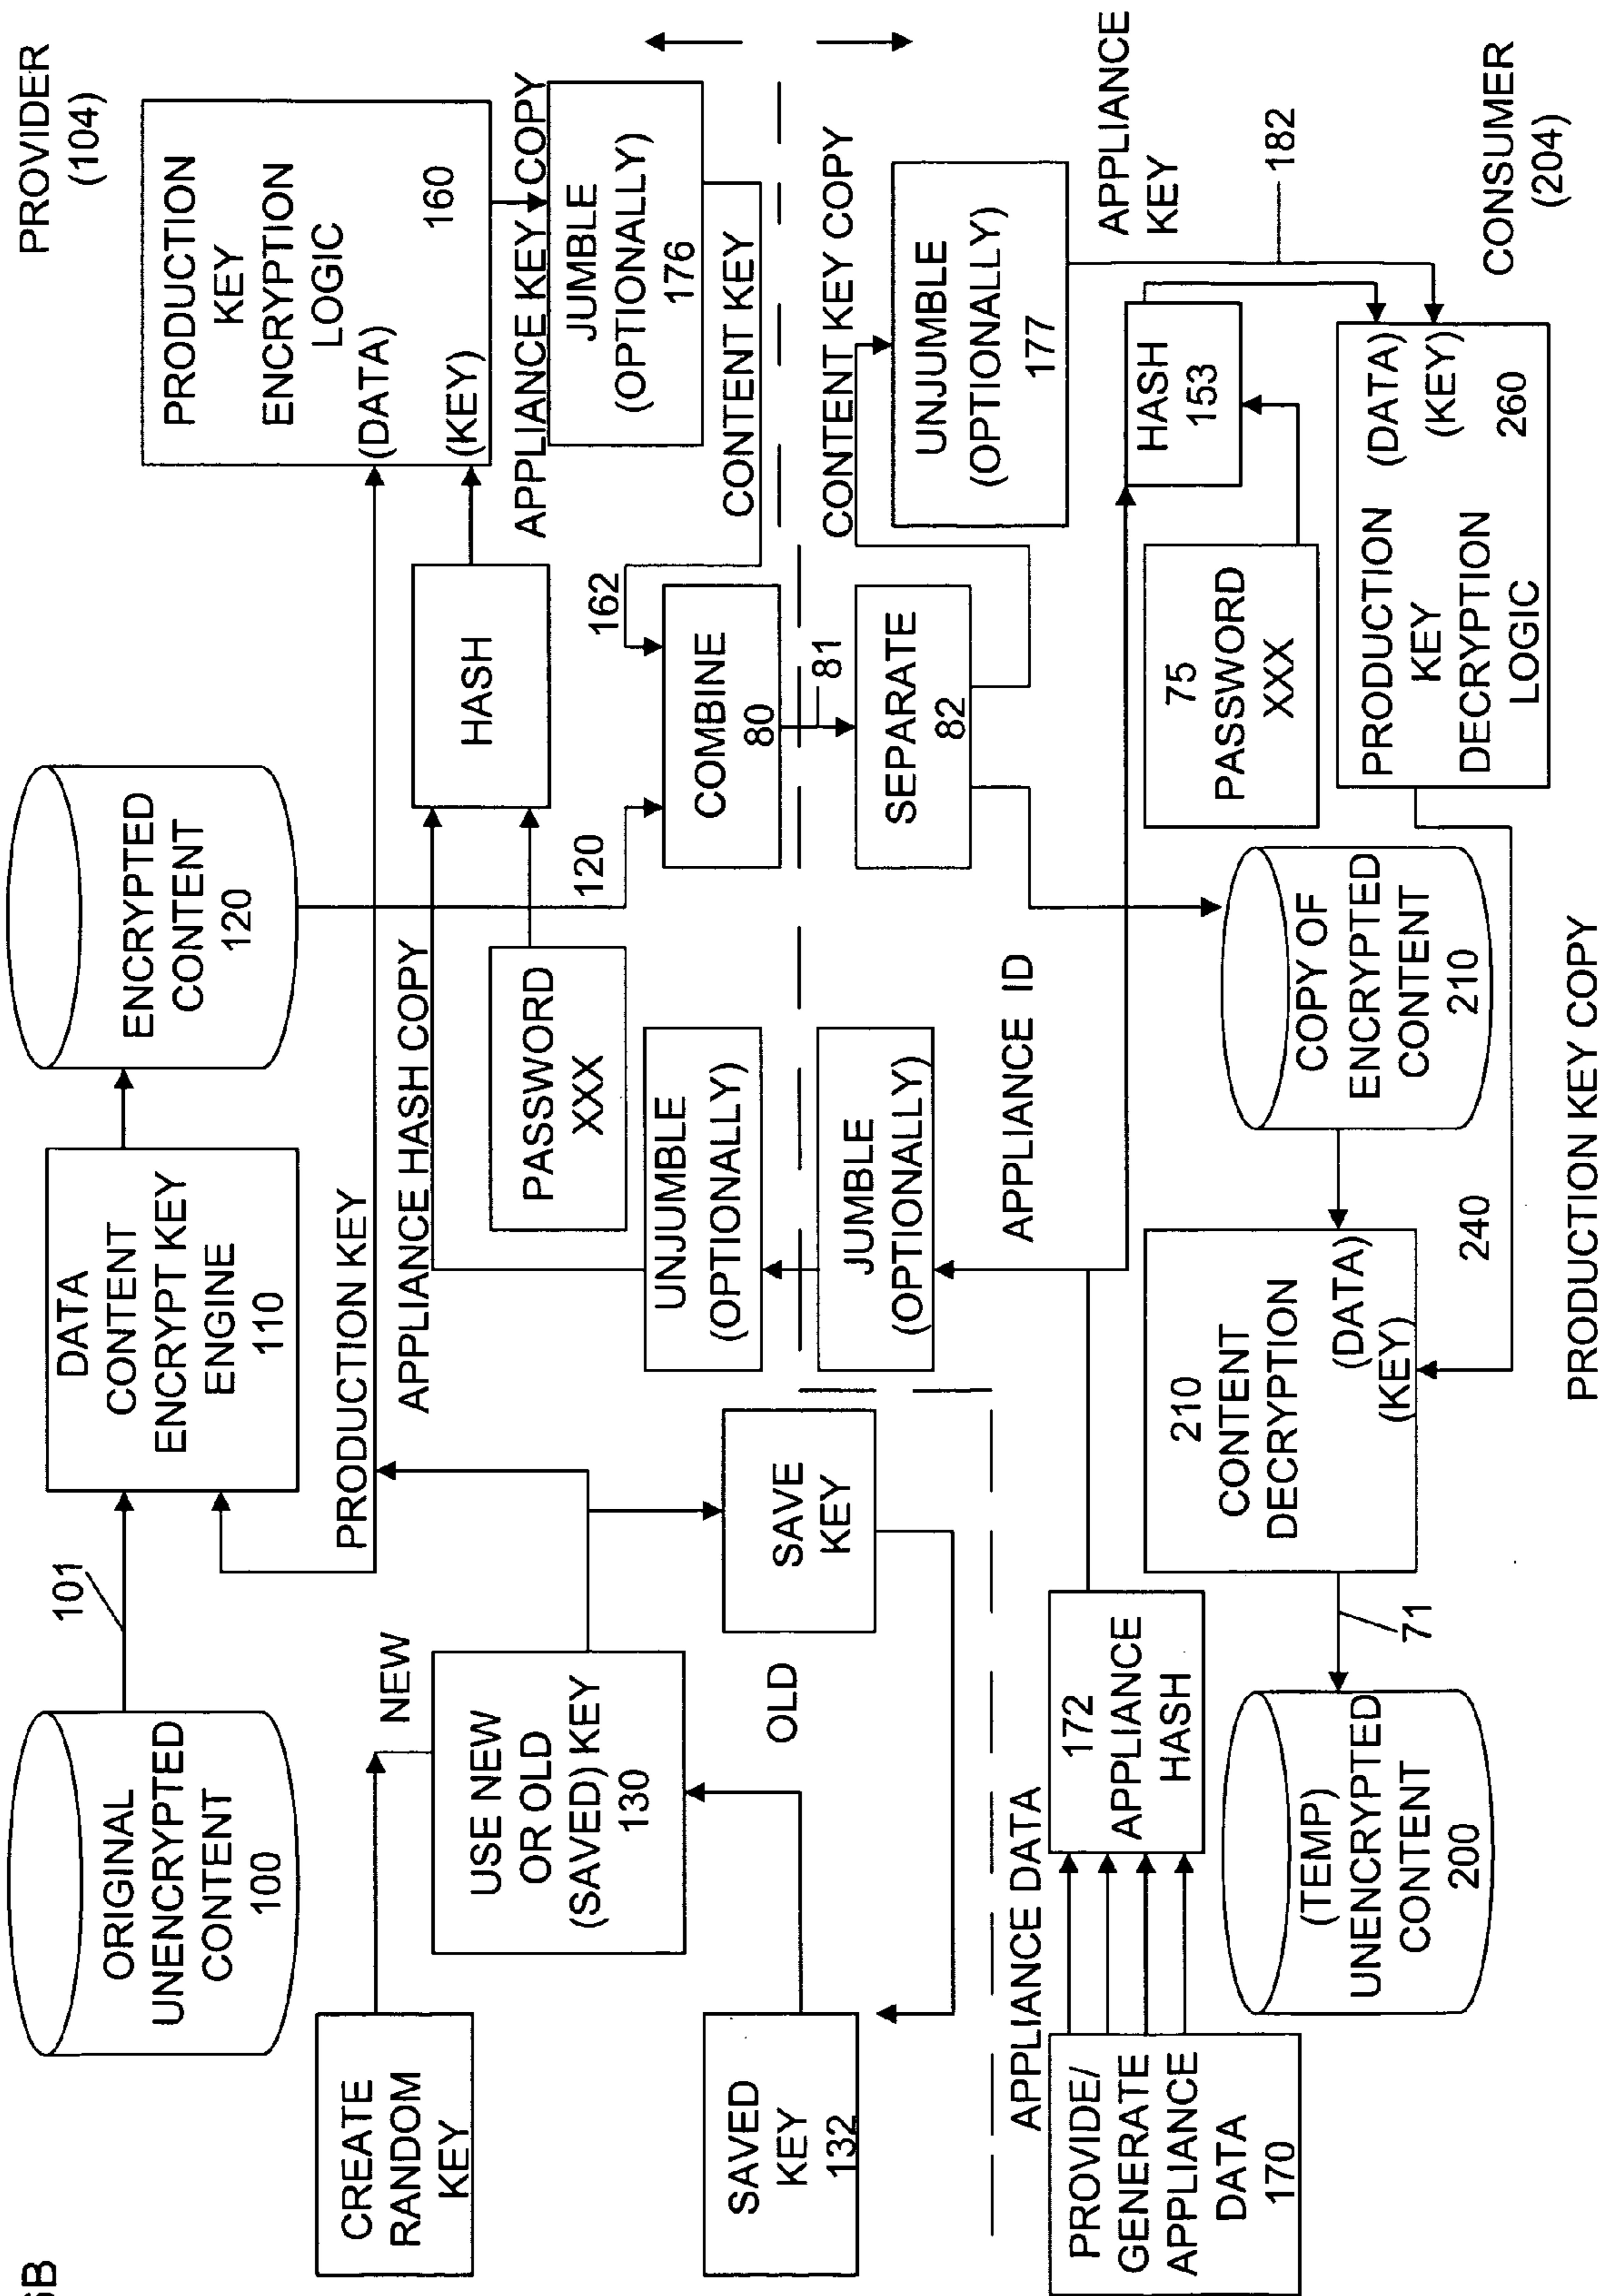 PROVIDER
(104)
ORIGINAL
UNENCRYPTED
CONTENT
100
101
DATA
CONTENT
ENCRYPT KEY
ENGINE
110
ENCRYPTED
CONTENT
120
PRODUCTION
KEY
ENCRYPTION
LOGIC
(DATA)
160
(KEY)
CREATE
RANDOM
KEY
NEW
PRODUCTION KEY
APPLIANCE HASH COPY
HASH
APPLIANCE KEY COPY
USE NEW
OR OLD
(SAVED) KEY
130
PASSWORD
XXX
120
162
JUMBLE
(OPTIONALLY)
176
CONTENT KEY
SAVED
KEY
132
OLD
SAVE
KEY
UNJUMBLE
(OPTIONALLY)
COMBINE
80
81
JUMBLE
(OPTIONALLY)
SEPARATE
82
CONTENT KEY COPY
UNJUMBLE
(OPTIONALLY)
177
APPLIANCE DATA
APPLIANCE ID
APPLIANCE
KEY
PROVIDE/
GENERATE
APPLIANCE
DATA
170
172
APPLIANCE
HASH
75
PASSWORD
XXX
HASH
153
182
(TEMP)
UNENCRYPTED
CONTENT
200
71
210
CONTENT
DECRYPTION
(DATA)
(KEY)
COPY OF
ENCRYPTED
CONTENT
210
PRODUCTION
KEY
DECRYPTION
LOGIC
(DATA)
(KEY)
260
CONSUMER
(204)
240
PRODUCTION KEY COPY